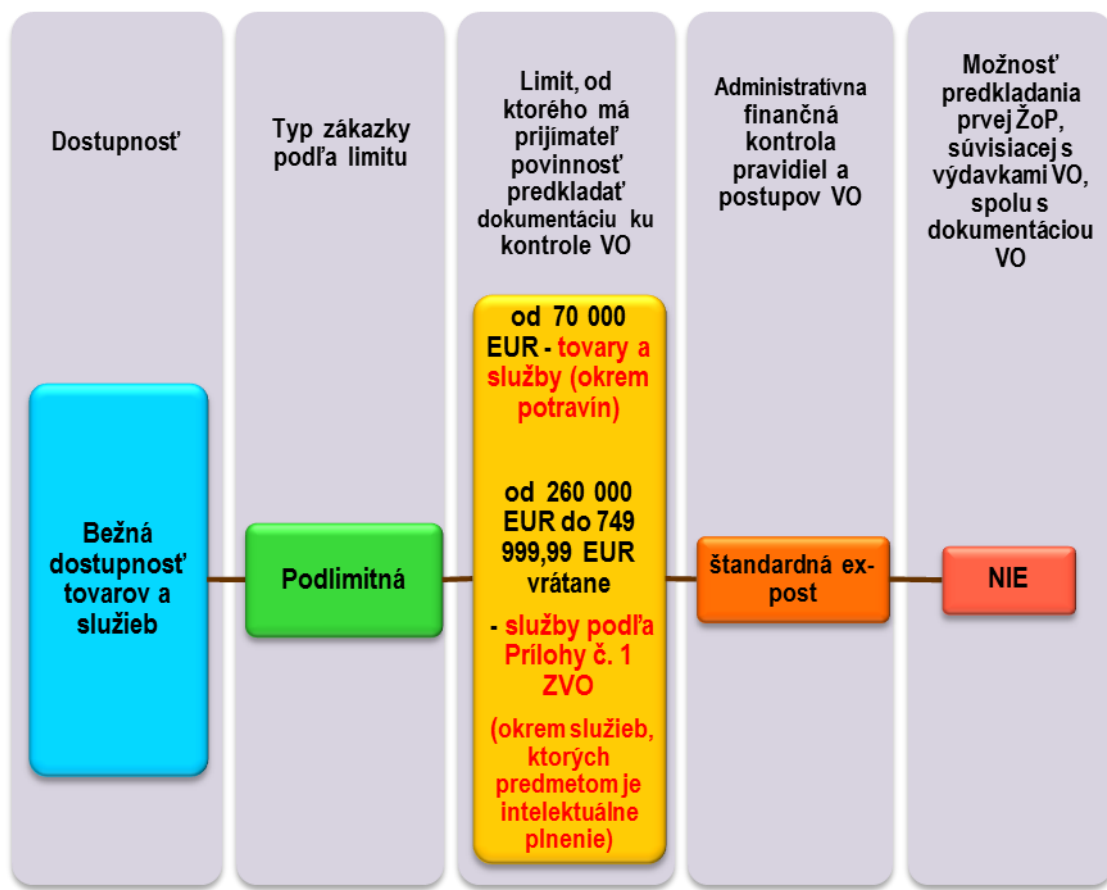 Dostupnosť
Typ zákazky
podľa limitu
Limit, od
ktorého má
prijímateľ
povinnosť
predkladať
dokumentáciu ku
kontrole VO
Administratívna
finančná
kontrola
pravidiel a
postupov VO
Možnosť
predkladania
prvej ŽoP,
súvisiacej s
výdavkami VO,
spolu s
dokumentáciou
VO
Bežná
dostupnosť
tovarov a
služieb
Podlimitná
od 70 000
EUR - tovary a
služby (okrem
potravín)
od 260 000
EUR do 749
999,99 EUR
vrátane
- služby podľa
Prílohy č. 1
ZVO
(okrem služieb,
ktorých
predmetom je
intelektuálne
plnenie)
štandardná ex-
post
NIE